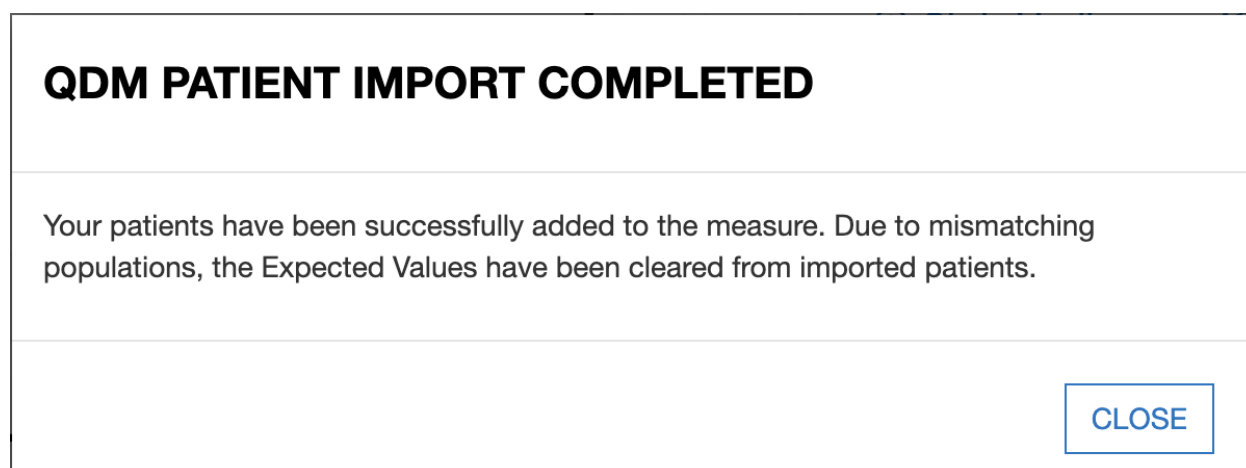 QDM PATIENT IMPORT COMPLETED
Your patients have been successfully added to the measure. Due to mismatching
populations, the Expected Values have been cleared from imported patients.
CLOSE